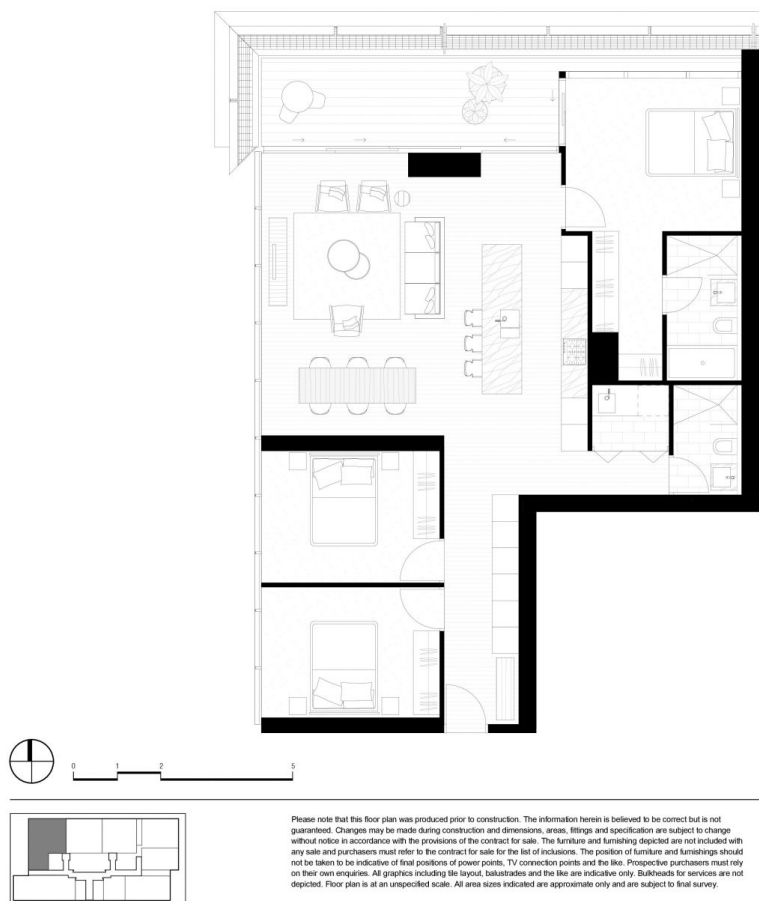 0 1 2 5
Please note that this floor plan was produced prior to construction. The information herein is believed to be correct but is not
guaranteed. Changes may be made during construction and dimensions, areas, fittings and specification are subject to change
without notice in accordance with the provisions of the contract for sale. The furniture and furnishing depicted are not included with
any sale and purchasers must refer to the contract for sale for the list of inclusions. The position of furniture and furnishings should
not be taken to be indicative of final positions of power points, TV connection points and the like. Prospective purchasers must rely
on their own enquiries. All graphics including tile layout, balustrades and the like are indicative only. Bulkheads for services are not
depicted. Floor plan is at an unspecified scale. All area sizes indicated are approximate only and are subject to final survey.